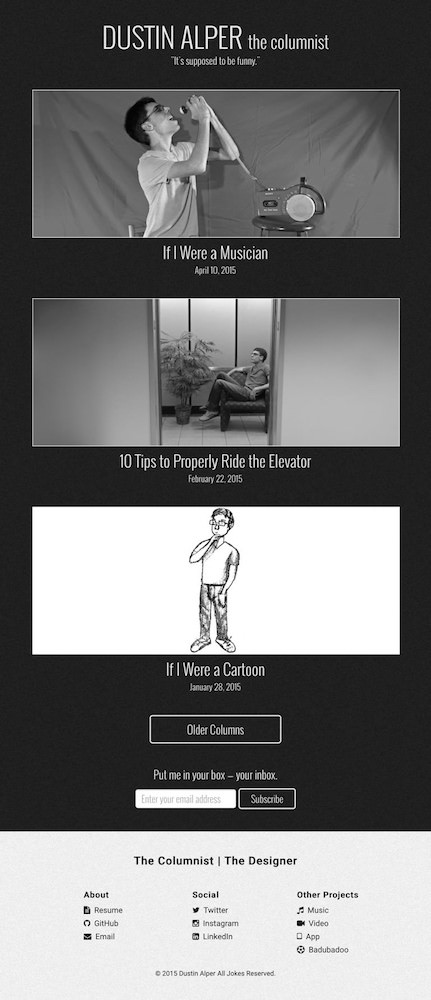 DUSTIN ALPER the columnist
"It's supposed to be funny."
If I Were a Musician
April 10, 2015
10 Tips to Properly Ride the Elevator
February 22, 2015
If I Were a Cartoon
January 28, 2015
Older Columns
Put me in your box – your inbox.
Enter your email address
Subscribe
The Columnist | The Designer
About
Resume
GitHub
Email
Social
Twitter
Instagram
LinkedIn
Other Projects
Music
Video
App
Badubadoo
© 2015 Dustin Alper All Jokes Reserved.